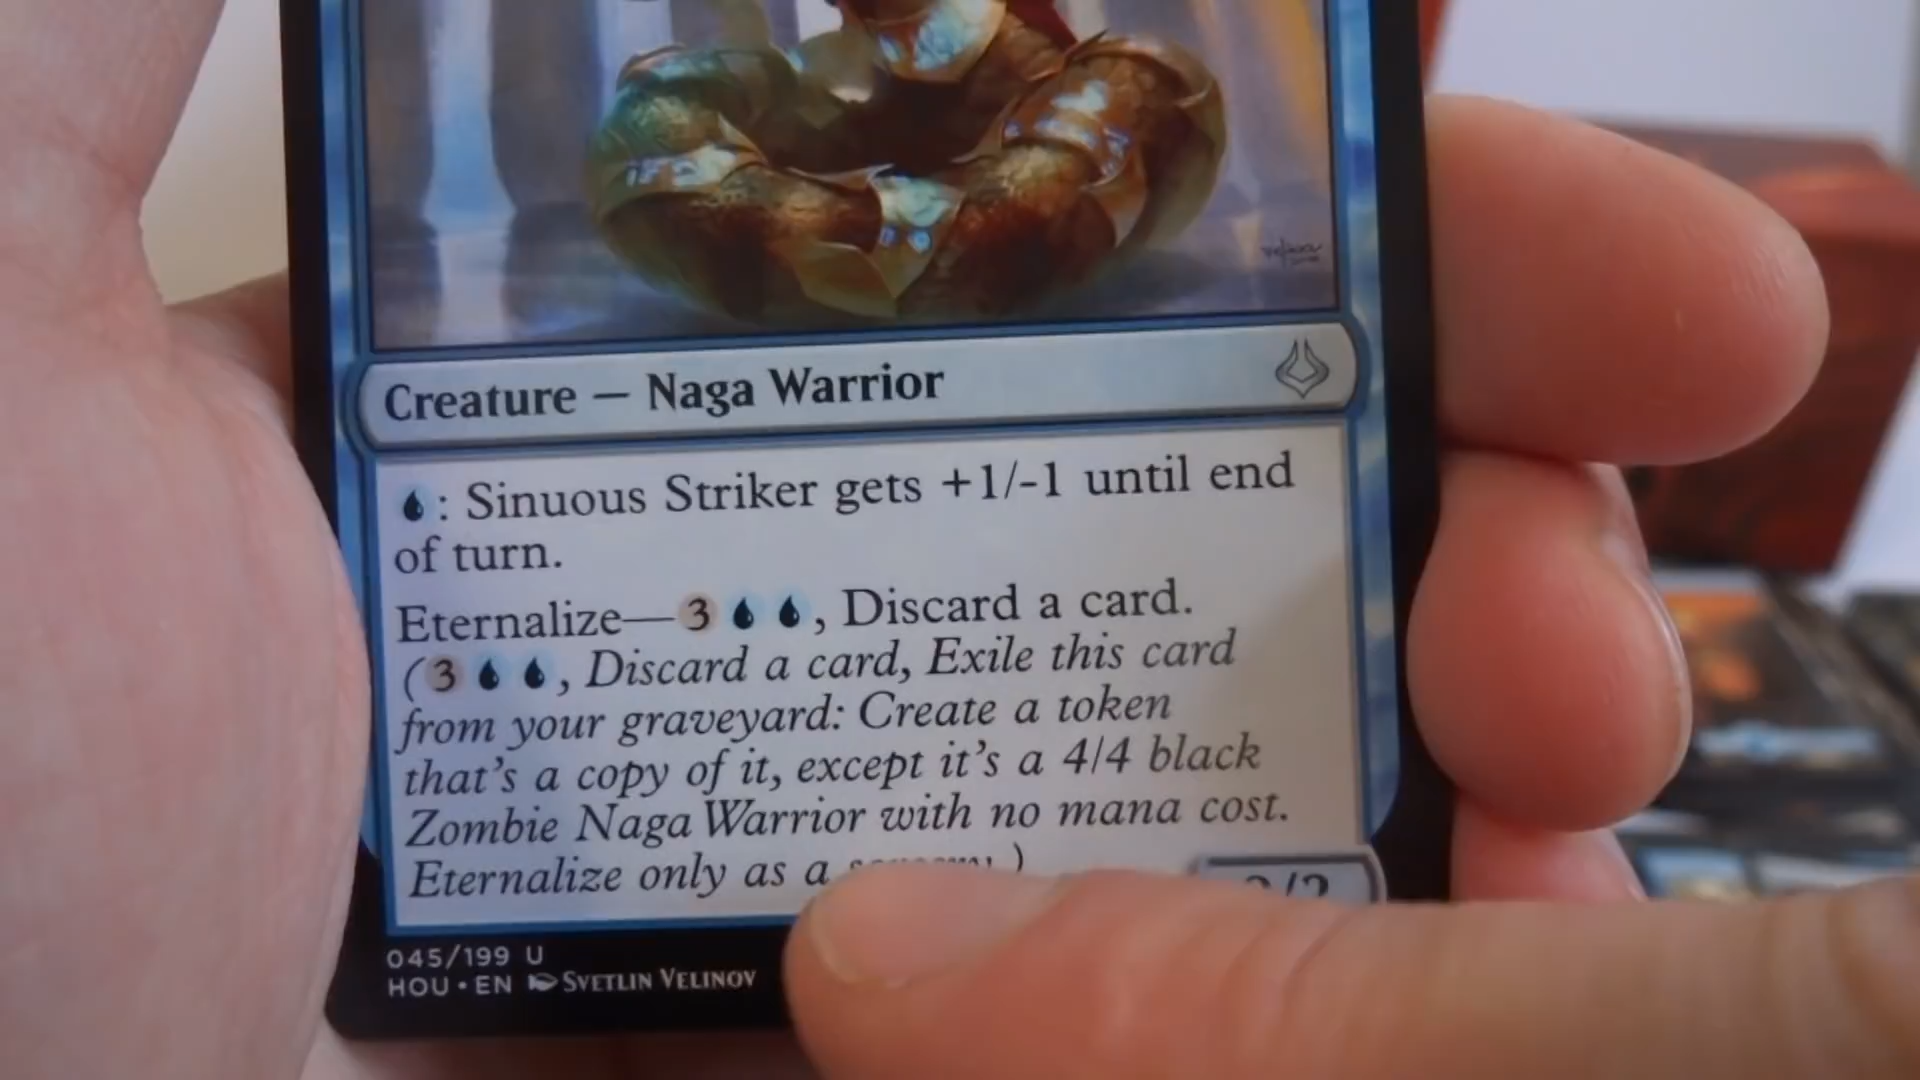 Creature — Naga Warrior
: Sinuous Striker gets +1/-1 until end
of turn.
Eternalize—3, Discard a card.
(3, Discard a card, Exile this card
from your graveyard: Create a token
that's a copy of it, except it's a 4/4 black
Zombie Naga Warrior with no mana cost.
Eternalize only as a )
045/199 U
HOU • EN SVETLIN VELINOV